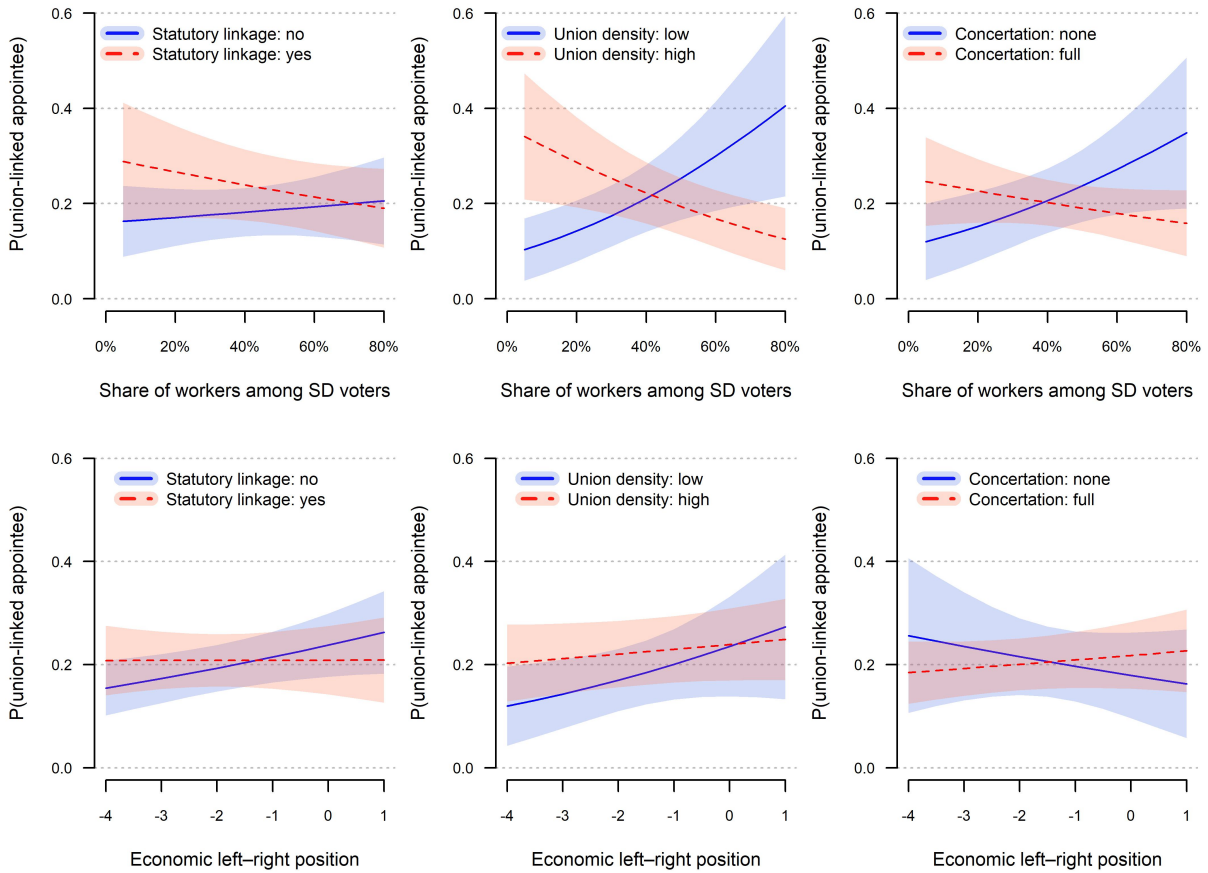 P(union-linked appointee)
0.6
0.4
0.2
0.0
Statutory linkage: no
Statutory linkage: yes
0%
20%
40%
60%
80%
Share of workers among SD voters
P(union-linked appointee)
0.6
0.4
0.2
0.0
Union density: low
Union density: high
0%
20%
40%
60%
80%
Share of workers among SD voters
P(union-linked appointee)
0.6
0.4
0.2
0.0
Concertation: none
Concertation: full
0%
20%
40%
60%
80%
Share of workers among SD voters
P(union-linked appointee)
0.6
0.4
0.2
0.0
Statutory linkage: no
Statutory linkage: yes
-4
-3
-2
-1
0
1
Economic left–right position
P(union-linked appointee)
0.6
0.4
0.2
0.0
Union density: low
Union density: high
-4
-3
-2
-1
0
1
Economic left–right position
P(union-linked appointee)
0.6
0.4
0.2
0.0
Concertation: none
Concertation: full
-4
-3
-2
-1
0
1
Economic left–right position